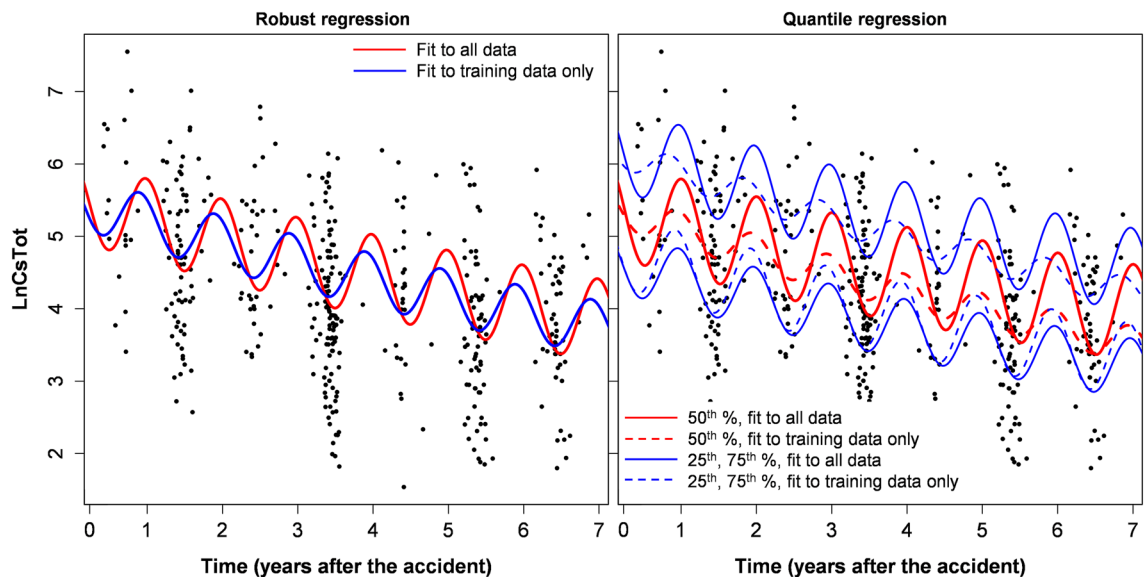 Robust regression
Fit to all data
Fit to training data only
LnCsTot
7
6
5
4
3
2
0 1 2 3 4 5 6 7
Time (years after the accident)
Quantile regression
50th %, fit to all data
50th %, fit to training data only
25th, 75th %, fit to all data
25th, 75th %, fit to training data only
0 1 2 3 4 5 6 7
Time (years after the accident)